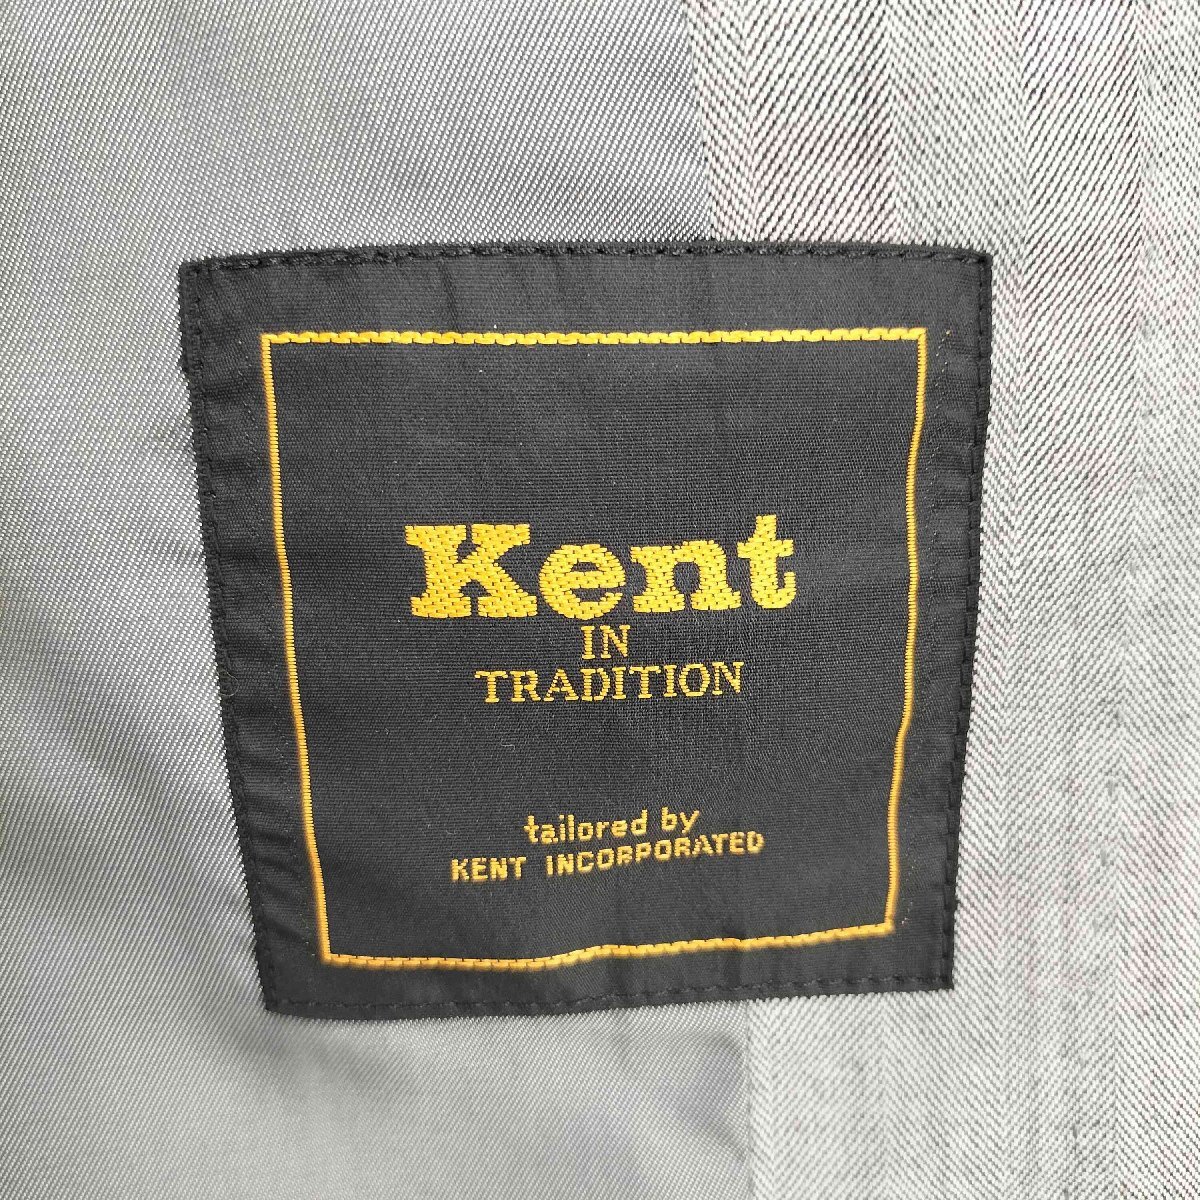 Kent
IN
TRADITION
tailored by
KENT INCORPORATED